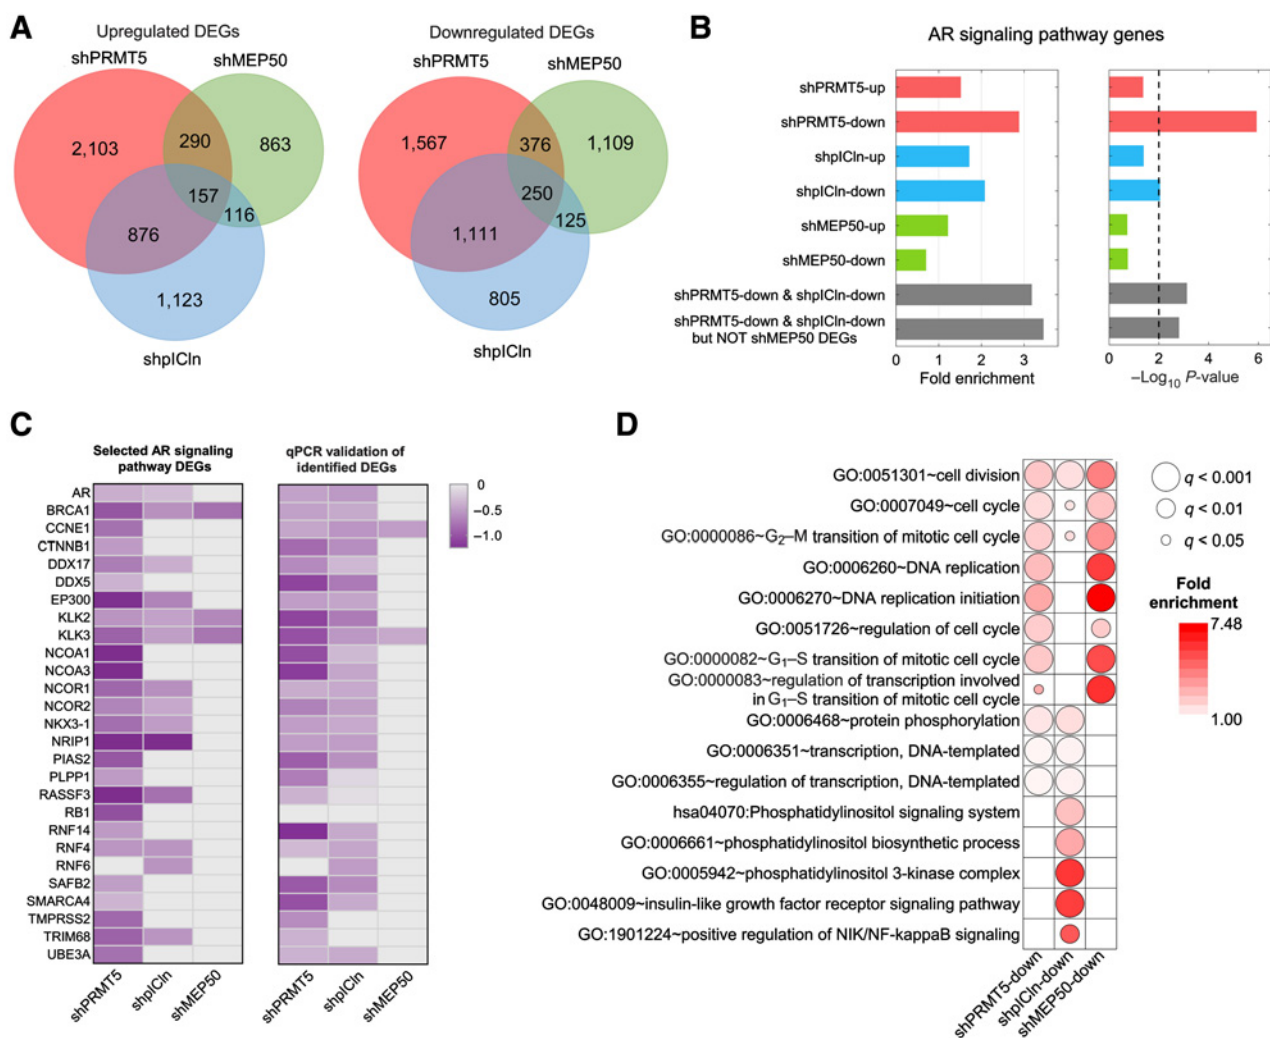 A
Upregulated DEGs
shPRMT5
shMEP50
2,103
290
863
157
116
876
1,123
shpICln
Downregulated DEGs
shPRMT5
shMEP50
1,567
376
1,109
250
125
1,111
805
shpICln
B
AR signaling pathway genes
shPRMT5-up
shPRMT5-down
shpICln-up
shpICln-down
shMEP50-up
shMEP50-down
shPRMT5-down & shpICln-down
shPRMT5-down & shpICln-down
but NOT shMEP50 DEGs
0 1 2 3
Fold enrichment
0 2 4 6
–Log10 P-value
C
Selected AR signaling
pathway DEGs
qPCR validation of
identified DEGs
0
−0.5
−1.0
AR
BRCA1
CCNE1
CTNNB1
DDX17
DDX5
EP300
KLK2
KLK3
NCOA1
NCOA3
NCOR1
NCOR2
NKX3-1
NRIP1
PIAS2
PLPP1
RASSF3
RB1
RNF14
RNF4
RNF6
SAFB2
SMARCA4
TMPRSS2
TRIM68
UBE3A
shPRMT5
shpICln
shMEP50
shPRMT5
shpICln
shMEP50
D
GO:0051301~cell division
GO:0007049~cell cycle
GO:0000086~G2–M transition of mitotic cell cycle
GO:0006260~DNA replication
GO:0006270~DNA replication initiation
GO:0051726~regulation of cell cycle
GO:0000082~G1–S transition of mitotic cell cycle
GO:0000083~regulation of transcription involved
in G1–S transition of mitotic cell cycle
GO:0006468~protein phosphorylation
GO:0006351~transcription, DNA-templated
GO:0006355~regulation of transcription, DNA-templated
hsa04070:Phosphatidylinositol signaling system
GO:0006661~phosphatidylinositol biosynthetic process
GO:0005942~phosphatidylinositol 3-kinase complex
GO:0048009~insulin-like growth factor receptor signaling pathway
GO:1901224~positive regulation of NIK/NF-kappaB signaling
shPRMT5-down
shpICln-down
shMEP50-down
q < 0.001
q < 0.01
q < 0.05
Fold
enrichment
7.48
1.00